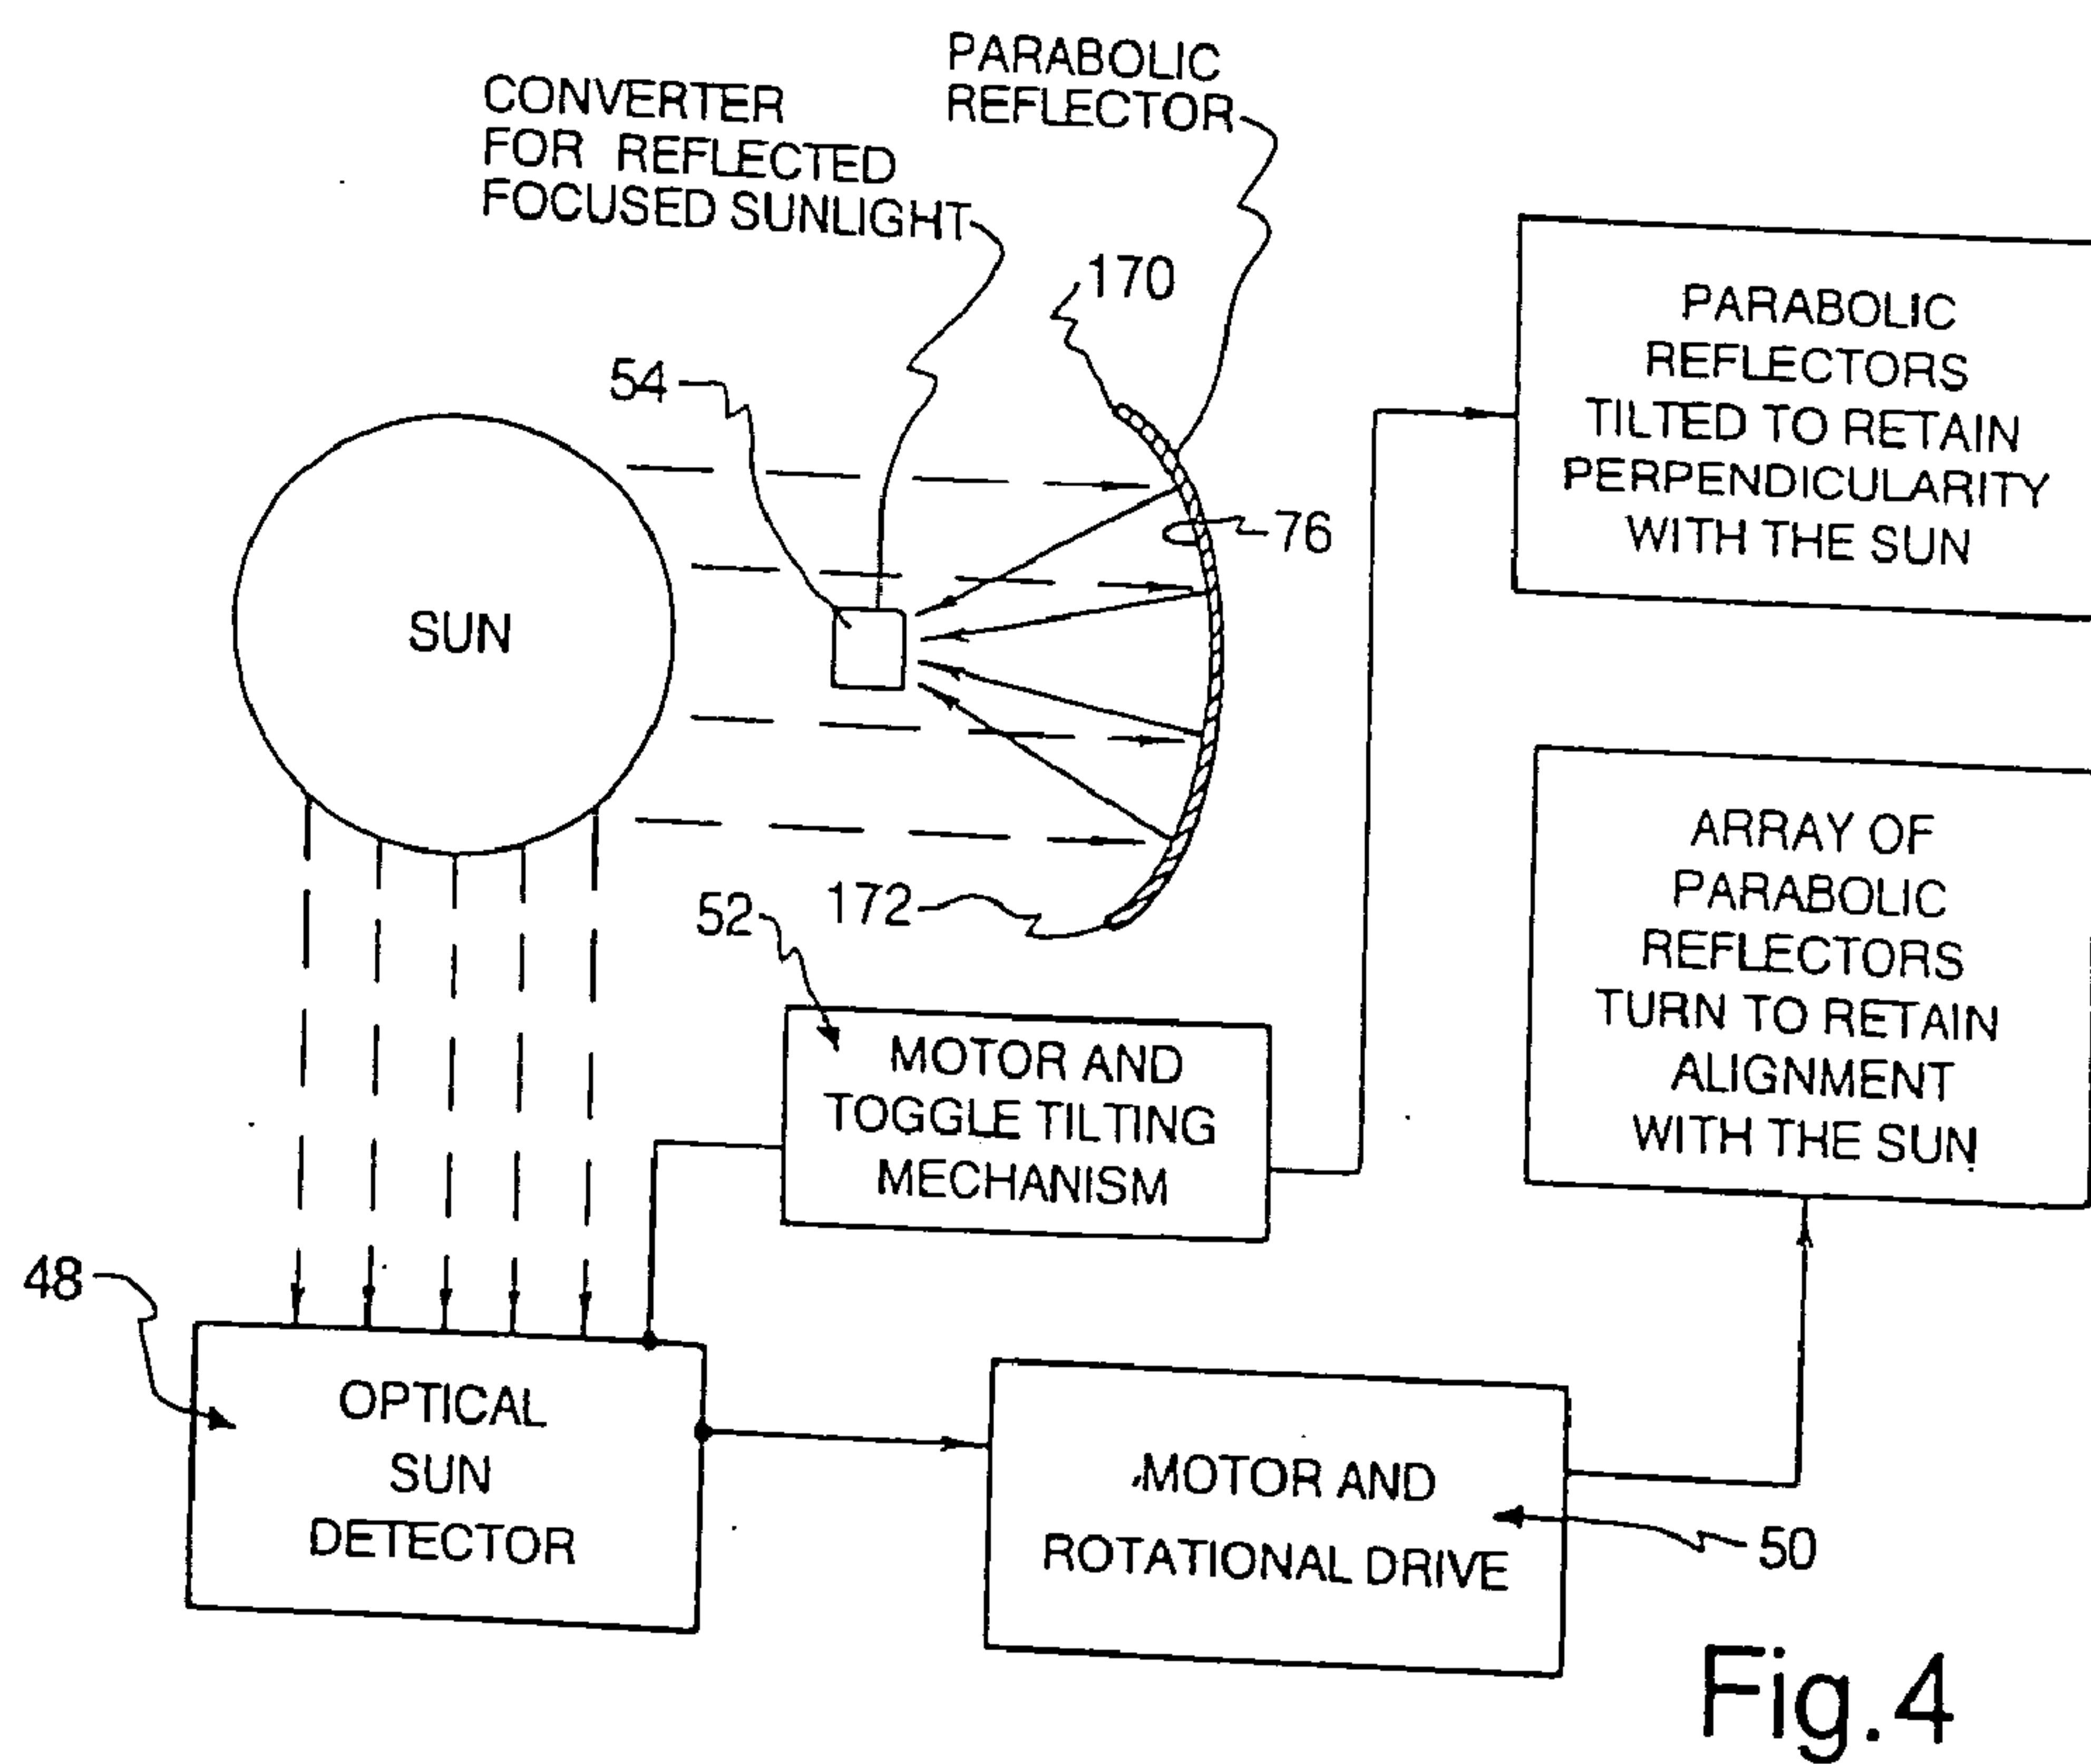 PARABOLIC
REFLECTOR
CONVERTER
FOR REFLECTED
FOCUSED SUNLIGHT
170
PARABOLIC
REFLECTORS
TILTED TO RETAIN
PERPENDICULARITY
WITH THE SUN
54
76
SUN
ARRAY OF
PARABOLIC
REFLECTORS
TURN TO RETAIN
ALIGNMENT
WITH THE SUN
172
52
MOTOR AND
TOGGLE TILTING
MECHANISM
48
OPTICAL
SUN
DETECTOR
MOTOR AND
ROTATIONAL DRIVE
50
Fig.4